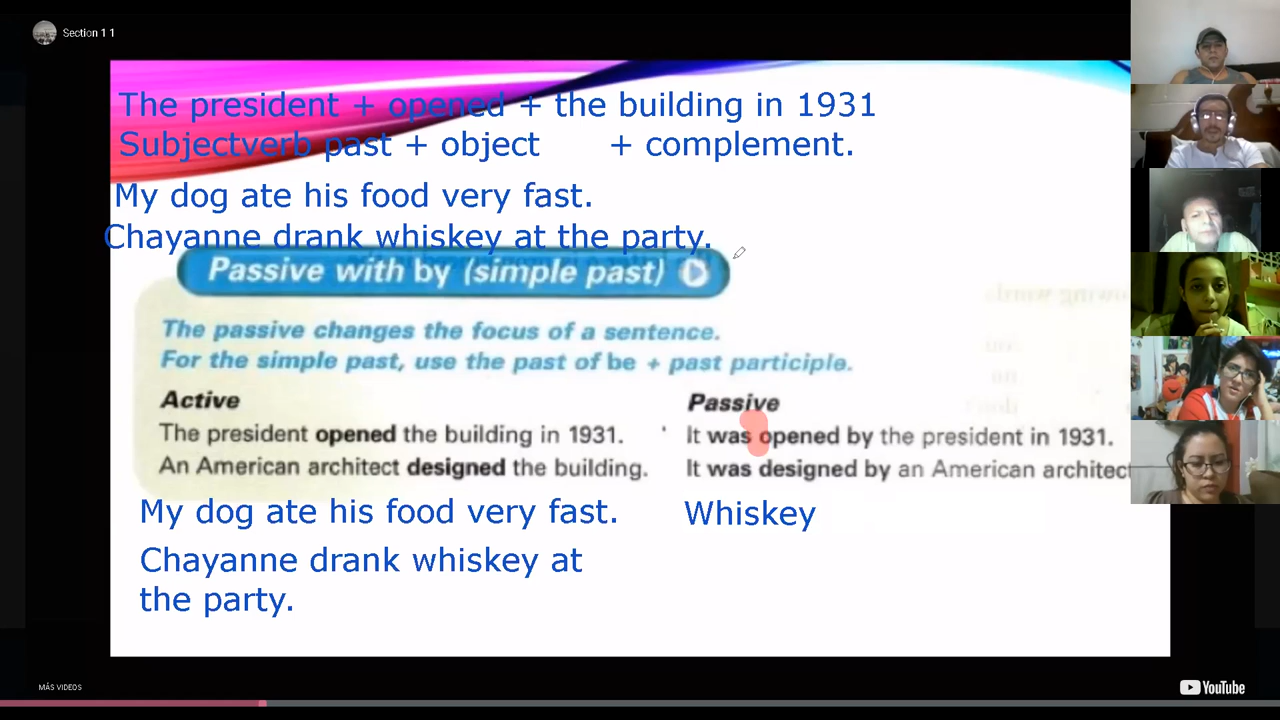 Section 1 1
The president + opened + the building in 1931
Subjectverb past + object + complement.
My dog ate his food very fast.
Chayanne drank whiskey at the party.
Passive with by (simple past)
The passive changes the focus of a sentence.
For the simple past, use the past of be + past participle.
Active
Passive
The president opened the building in 1931.
It was opened by the president in 1931.
An American architect designed the building.
It was designed by an American architect
My dog ate his food very fast.
Whiskey
Chayanne drank whiskey at
the party.
MÁS VIDEOS
YouTube